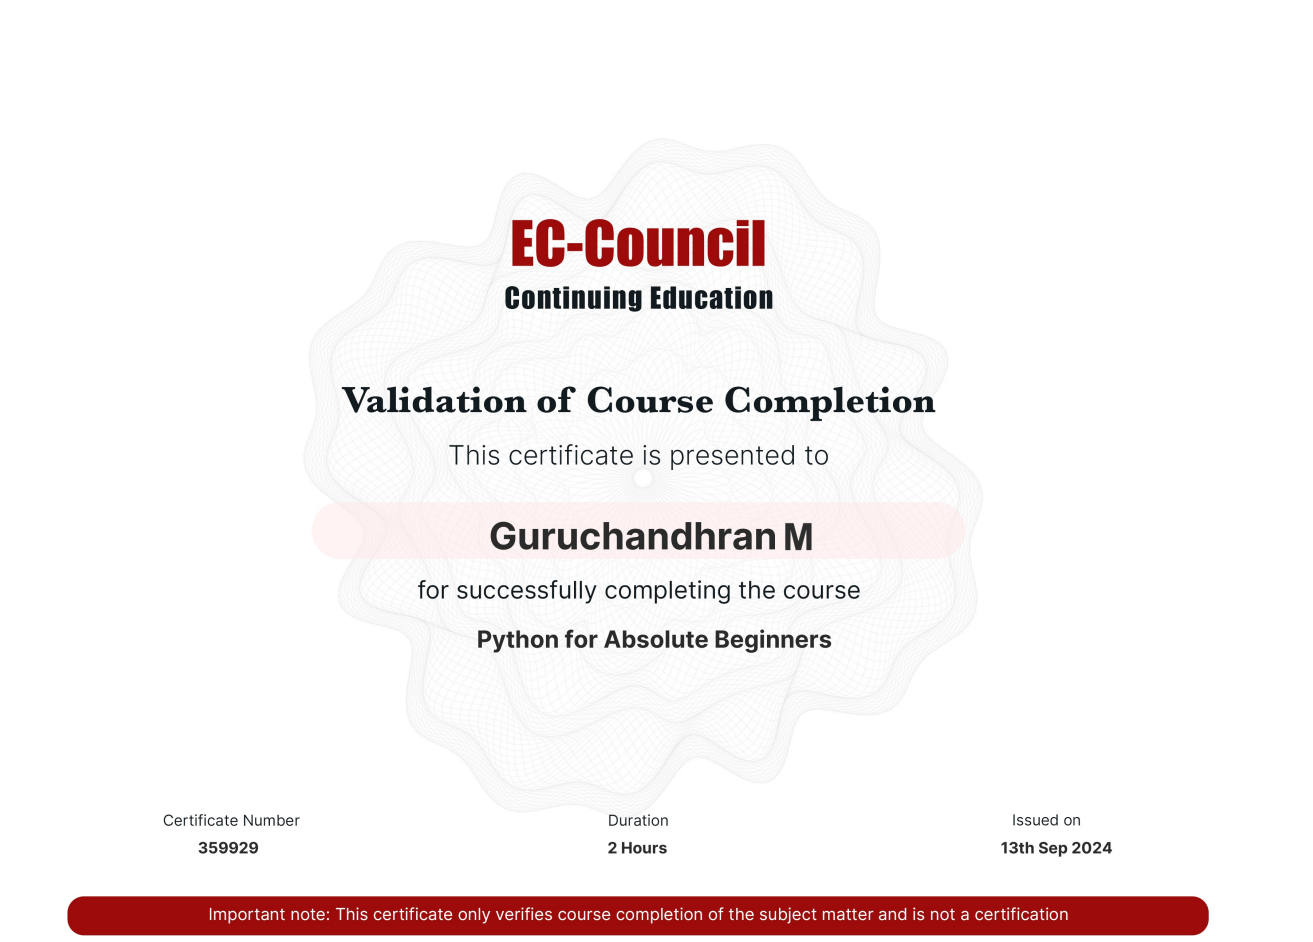 EC-Council
Continuing Education
Validation of Course Completion
This certificate is presented to
Guruchandhran M
for successfully completing the course
Python for Absolute Beginners
Certificate Number
359929
Duration
2 Hours
Issued on
13th Sep 2024
Important note: This certificate only verifies course completion of the subject matter and is not a certification